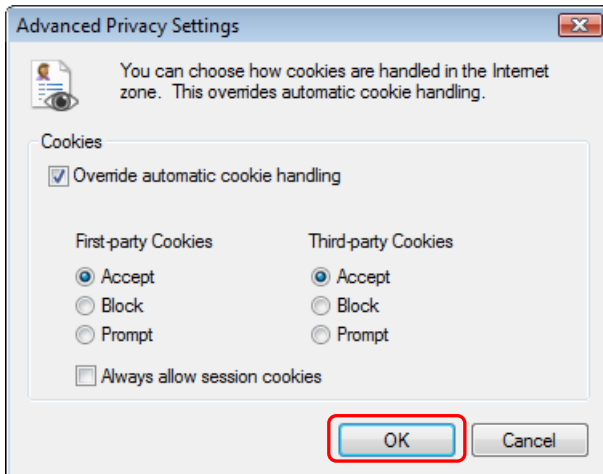 Advanced Privacy Settings
You can choose how cookies are handled in the Internet
zone.  This overrides automatic cookie handling.
Cookies
Override automatic cookie handling
First-party Cookies
Third-party Cookies
Accept
Accept
Block
Block
Prompt
Prompt
Always allow session cookies
OK
Cancel